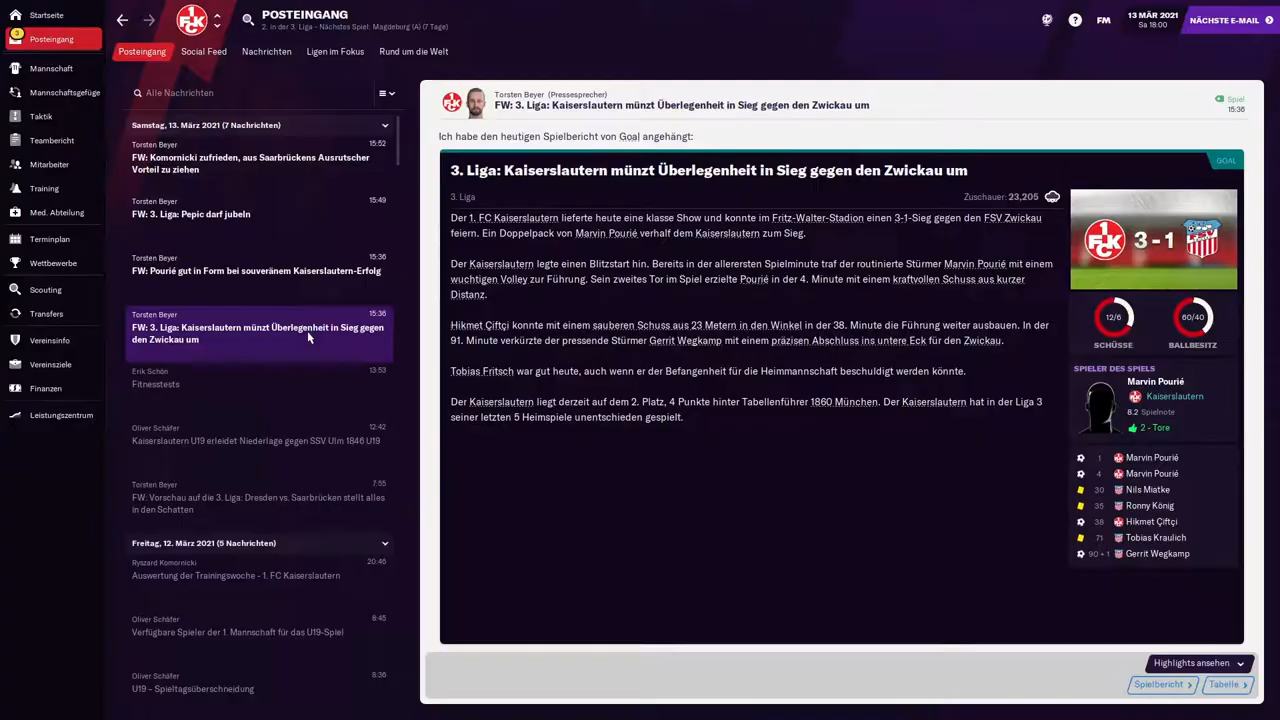 Startseite
3
Posteingang
Mannschaft
Mannschaftsgefüge
Taktik
Teambericht
Mitarbeiter
Training
Med. Abteilung
Terminplan
Wettbewerbe
Scouting
Transfers
Vereinsinfo
Vereinsziele
Finanzen
Leistungszentrum
POSTEINGANG
2. in der 3. Liga - Nächstes Spiel: Magdeburg (A) (7 Tage)
FM
13 MÄR 2021
Sa 18:00
NÄCHSTE E-MAIL
Posteingang Social Feed Nachrichten Ligen im Fokus Rund um die Welt
Alle Nachrichten
Samstag, 13. März 2021 (7 Nachrichten)
Torsten Beyer 15:52
FW: Komornicki zufrieden, aus Saarbrückens Ausrutscher
Vorteil zu ziehen
Torsten Beyer 15:49
FW: 3. Liga: Pepic darf jubeln
Torsten Beyer 15:36
FW: Pourié gut in Form bei souveränem Kaiserslautern-Erfolg
Torsten Beyer 15:36
FW: 3. Liga: Kaiserslautern münzt Überlegenheit in Sieg gegen
den Zwickau um
Erik Schön 13:53
Fitnesstests
Oliver Schäfer 12:42
Kaiserslautern U19 erleidet Niederlage gegen SSV Ulm 1846 U19
Torsten Beyer 7:55
FW: Vorschau auf die 3. Liga: Dresden vs. Saarbrücken stellt alles
in den Schatten
Freitag, 12. März 2021 (5 Nachrichten)
Ryszard Komornicki 20:46
Auswertung der Trainingswoche - 1. FC Kaiserslautern
Oliver Schäfer 8:45
Verfügbare Spieler der 1. Mannschaft für das U19-Spiel
Oliver Schäfer 8:36
U19 – Spieltagsüberschneidung
Torsten Beyer (Pressesprecher)
FW: 3. Liga: Kaiserslautern münzt Überlegenheit in Sieg gegen den Zwickau um
Spiel
15:36
Ich habe den heutigen Spielbericht von Goal angehängt:
GOAL
3. Liga: Kaiserslautern münzt Überlegenheit in Sieg gegen den Zwickau um
3. Liga Zuschauer: 23,205
Der 1. FC Kaiserslautern lieferte heute eine klasse Show und konnte im Fritz-Walter-Stadion einen 3-1-Sieg gegen den FSV Zwickau
feiern. Ein Doppelpack von Marvin Pourié verhalf dem Kaiserslautern zum Sieg.
Der Kaiserslautern legte einen Blitzstart hin. Bereits in der allerersten Spielminute traf der routinierte Stürmer Marvin Pourié mit einem
wuchtigen Volley zur Führung. Sein zweites Tor im Spiel erzielte Pourié in der 4. Minute mit einem kraftvollen Schuss aus kurzer
Distanz.
Hikmet Çiftçi konnte mit einem sauberen Schuss aus 23 Metern in den Winkel in der 38. Minute die Führung weiter ausbauen. In der
91. Minute verkürzte der pressende Stürmer Gerrit Wegkamp mit einem präzisen Abschluss ins untere Eck für den Zwickau.
Tobias Fritsch war gut heute, auch wenn er der Befangenheit für die Heimmannschaft beschuldigt werden könnte.
Der Kaiserslautern liegt derzeit auf dem 2. Platz, 4 Punkte hinter Tabellenführer 1860 München. Der Kaiserslautern hat in der Liga 3
seiner letzten 5 Heimspiele unentschieden gespielt.
3 - 1
12/6 60/40
SCHÜSSE BALLBESITZ
SPIELER DES SPIELS
Marvin Pourié
Kaiserslautern
8.2 Spielnote
2 - Tore
1 Marvin Pourié
4 Marvin Pourié
30 Nils Miatke
35 Ronny König
38 Hikmet Çiftçi
71 Tobias Kraulich
90 + 1 Gerrit Wegkamp
Highlights ansehen
Spielbericht Tabelle